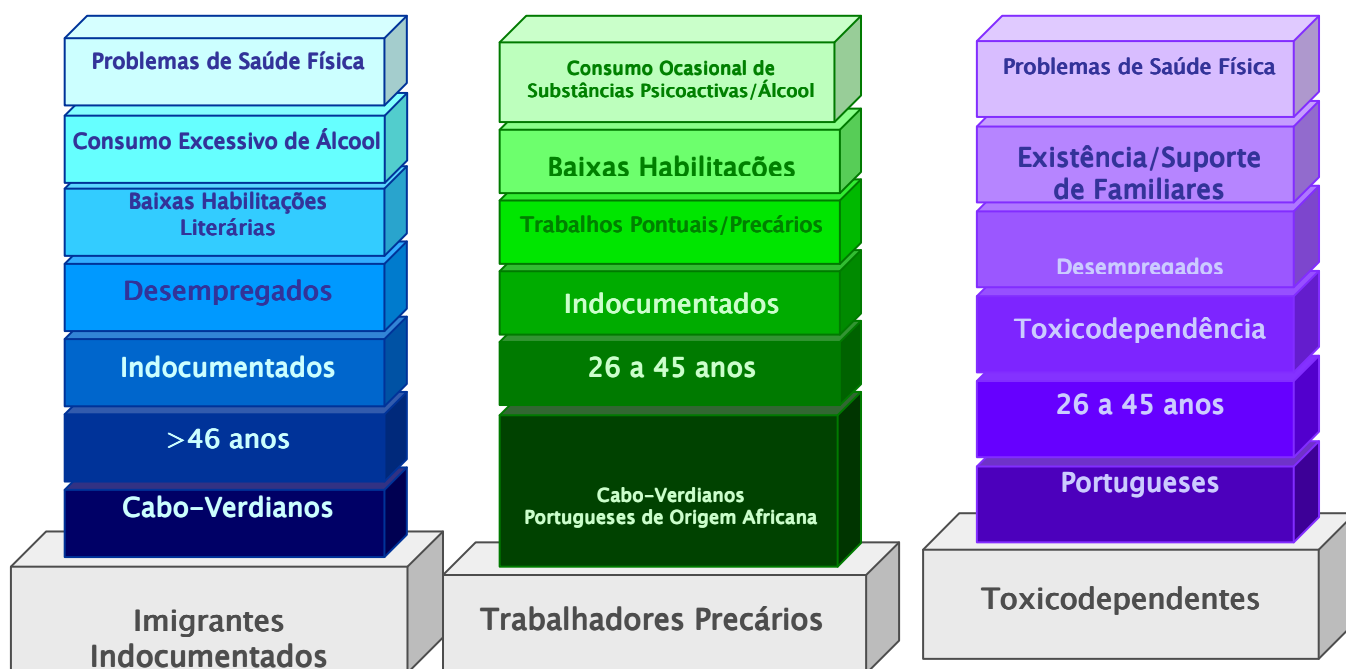 Problemas de Saúde Física
Consumo Excessivo de Álcool
Baixas Habilitações
Literárias
Desempregados
Indocumentados
>46 anos
Cabo-Verdianos
Imigrantes
Indocumentados
Consumo Ocasional de
Substâncias Psicoactivas/Álcool
Baixas Habilitacões
Trabalhos Pontuais/Precários
Indocumentados
26 a 45 anos
Cabo-Verdianos
Portugueses de Origem Africana
Trabalhadores Precários
Problemas de Saúde Física
Existência/Suporte
de Familiares
Desempregados
Toxicodependência
26 a 45 anos
Portugueses
Toxicodependentes